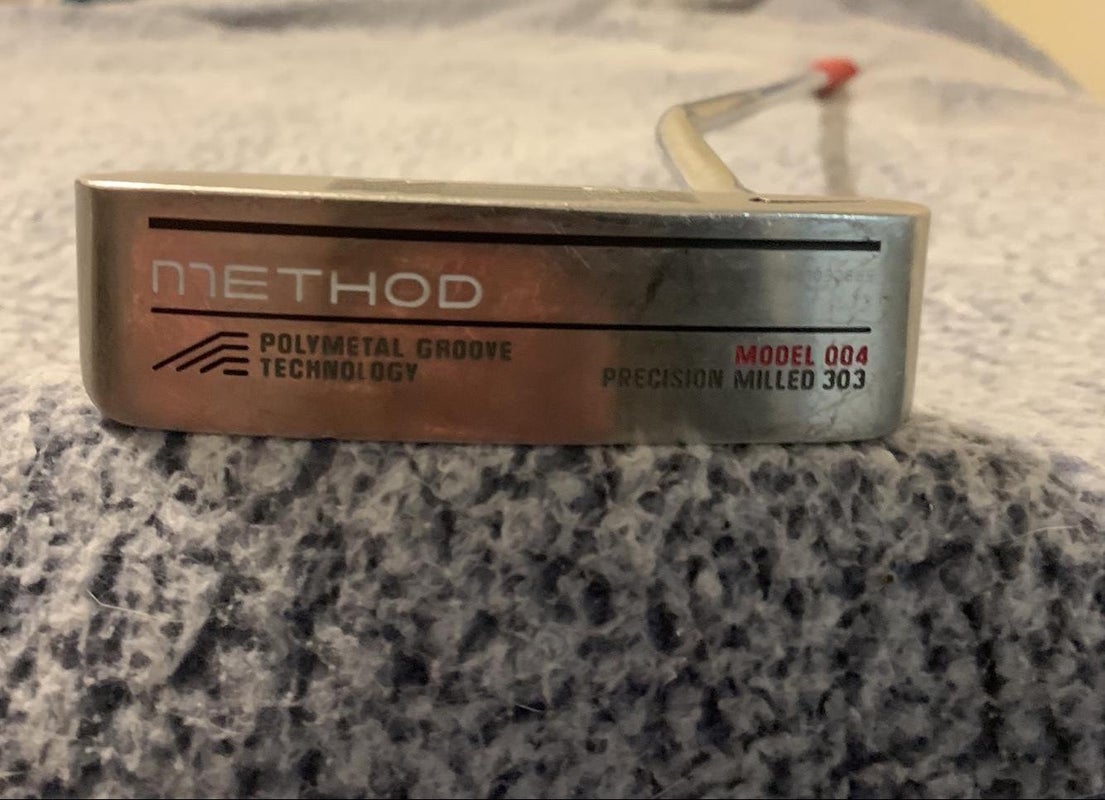 METHOD
POLYMETAL GROOVE
TECHNOLOGY
MODEL 004
PRECISION MILLED 303